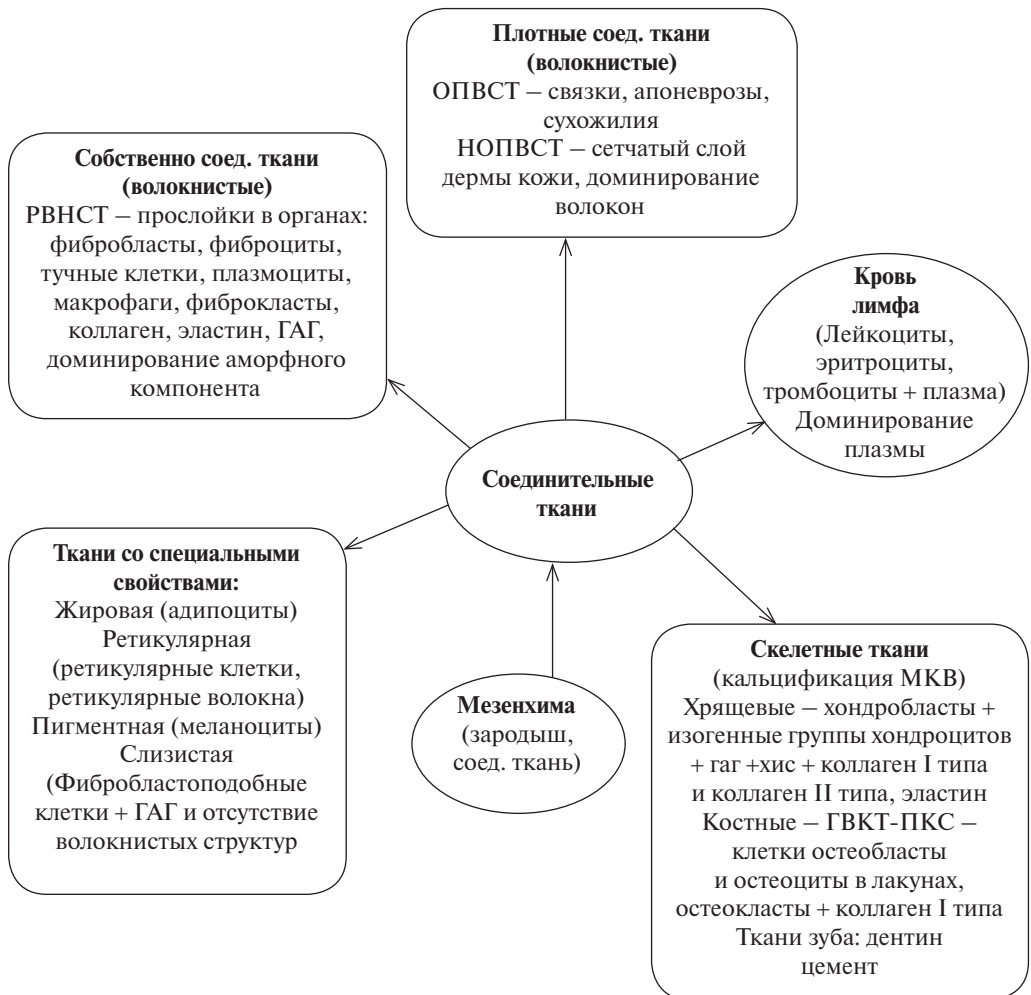 Плотные соед. ткани
(волокнистые)
ОПВСТ – связки, апоневрозы,
сухожилия
НОПВСТ – сетчатый слой
дермы кожи, доминирование
волокон
Собственно соед. ткани
(волокнистые)
РВНСТ – прослойки в органах:
фибробласты, фиброциты,
тучные клетки, плазмоциты,
макрофаги, фиброкласты,
коллаген, эластин, ГАГ,
доминирование аморфного
компонента
Кровь
лимфа
(Лейкоциты,
эритроциты,
тромбоциты + плазма)
Доминирование
плазмы
Соединительные
ткани
Ткани со специальными
свойствами:
Жировая (адипоциты)
Ретикулярная
(ретикулярные клетки,
ретикулярные волокна)
Пигментная (меланоциты)
Слизистая
(Фибробластоподобные
клетки + ГАГ и отсутствие
волокнистых структур
Мезенхима
(зародыш,
соед. ткань)
Скелетные ткани
(кальцификация МКВ)
Хрящевые – хондробласты +
изогенные группы хондроцитов
+ гаг +хис + коллаген I типа
и коллаген II типа, эластин
Костные – ГВКТ-ПКС –
клетки остеобласты
и остеоциты в лакунах,
остеокласты + коллаген I типа
Ткани зуба: дентин
цемент